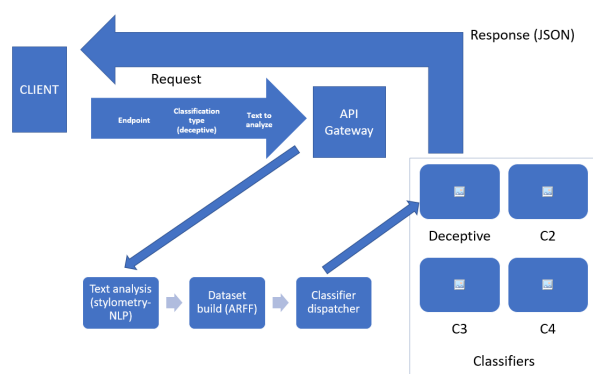 Response (JSON)
CLIENT
Request
Endpoint
Classification
type
(deceptive)
Text to
analyze
API
Gateway
Deceptive
C2
Text analysis
(stylometry-
NLP)
Dataset
build (ARFF)
Classifier
dispatcher
C3
C4
Classifiers